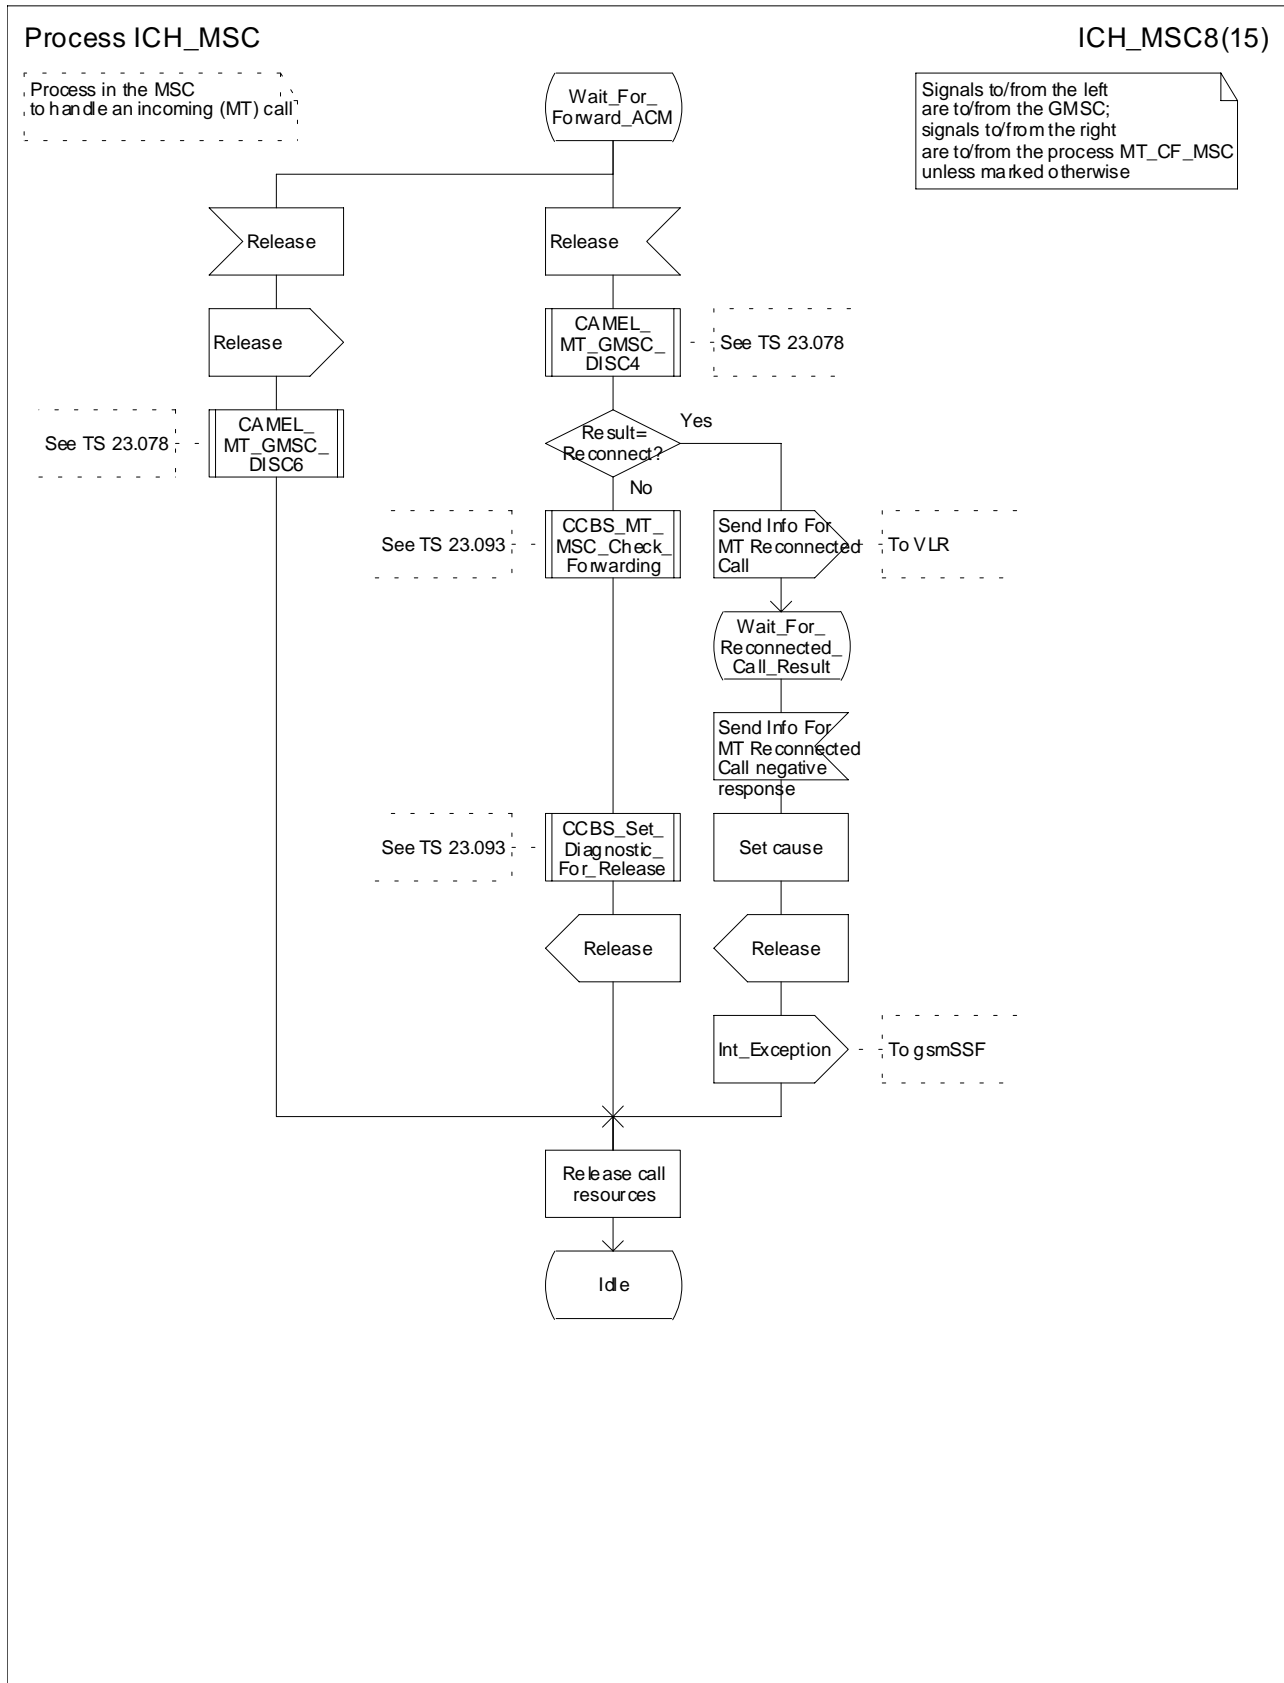 Process ICH_MSC
ICH_MSC8(15)
Process in the MSC
to handle an incoming (MT) call
Wait_For_
Forward_ACM
Signals to/from the left
are to/from the GMSC;
signals to/from the right
are to/from the process MT_CF_MSC
unless marked otherwise
Release
Release
Release
CAMEL_
MT_GMSC_
DISC4
See TS 23.078
See TS 23.078
CAMEL_
MT_GMSC_
DISC6
Result=
Reconnect?
Yes
No
See TS 23.093
CCBS_MT_
MSC_Check_
Forwarding
Send Info For
MT Reconnected
Call
To VLR
Wait_For_
Reconnected_
Call_Result
Send Info For
MT Reconnected
Call negative
response
See TS 23.093
CCBS_Set_
Diagnostic_
For_Release
Set cause
Release
Release
Int_Exception
To gsmSSF
Release call
resources
Idle